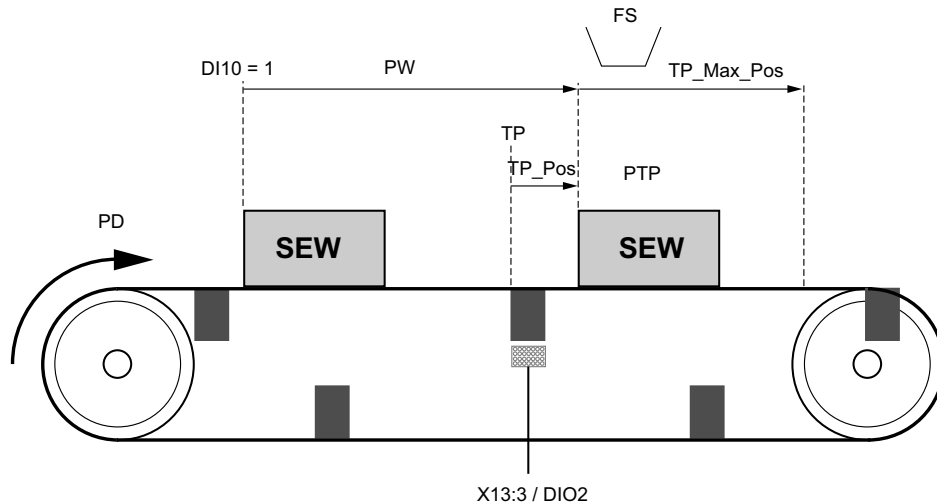 FS
DI10 = 1
PW
TP_Max_Pos
TP
TP_Pos
PTP
PD
SEW
SEW
X13:3 / DIO2